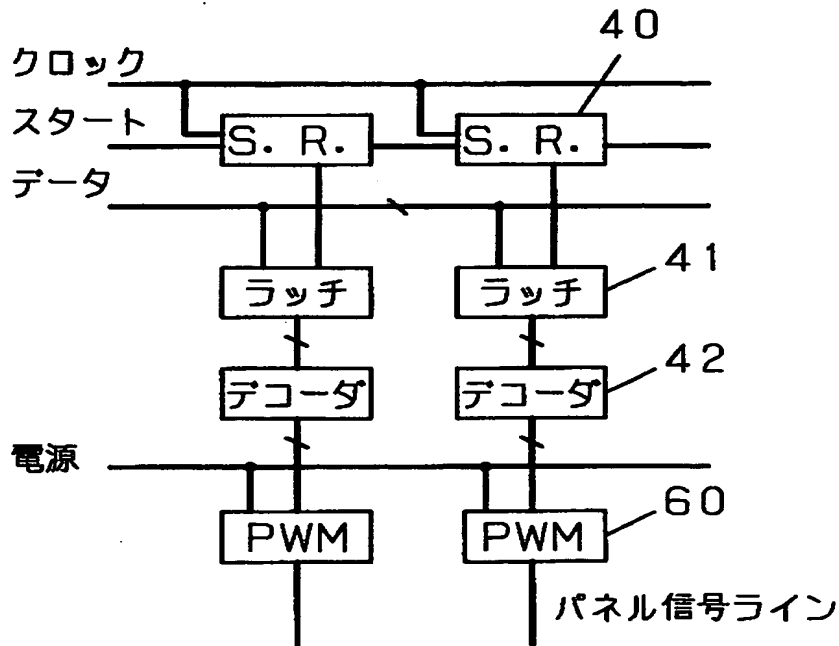 40
クロック
スタート
S. R.
S. R.
データ
ラッチ
ラッチ
41
デコーダ
デコーダ
42
電源
PWM
PWM
60
パネル信号ライン